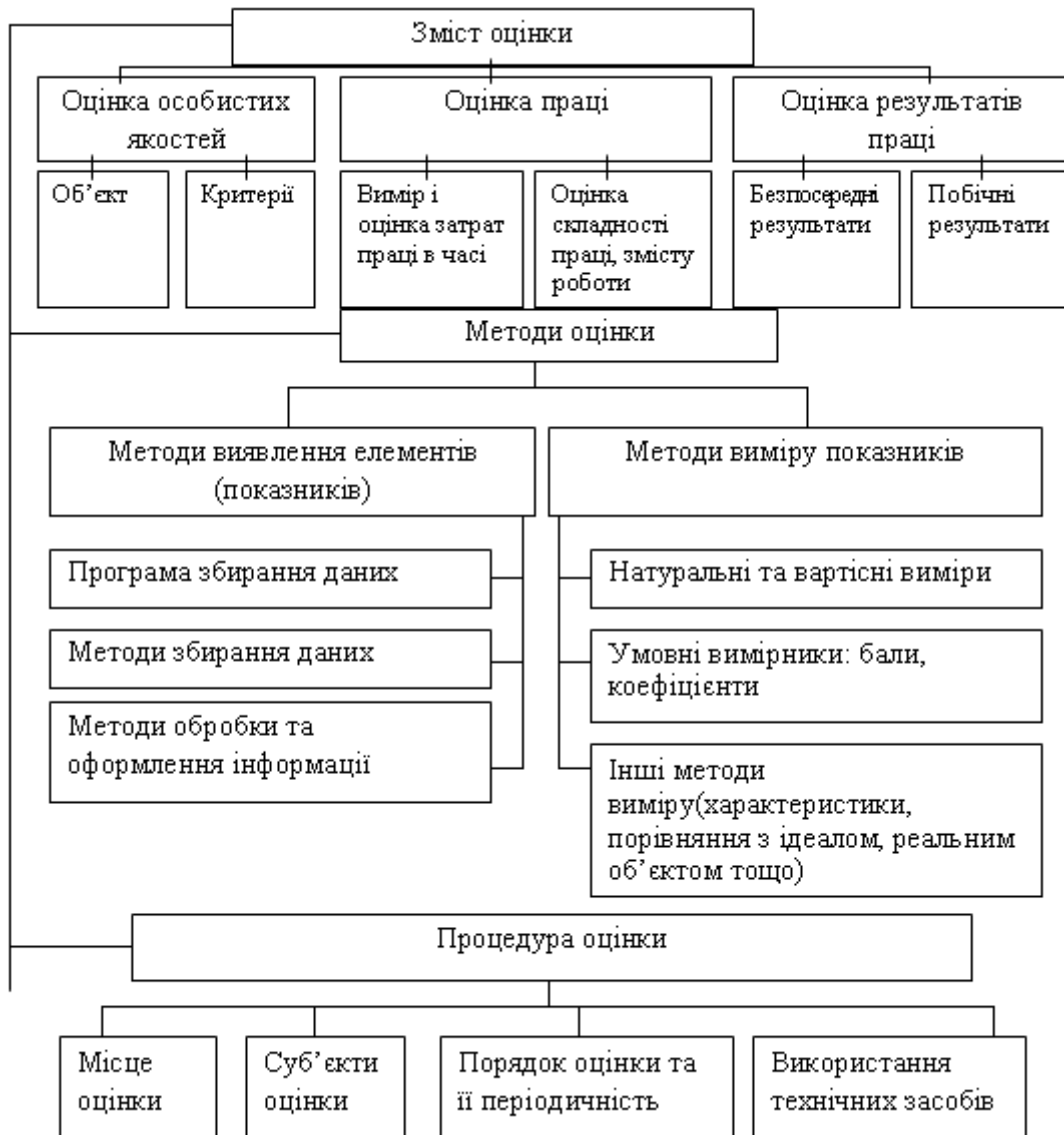 Зміст оцінки
Оцінка особистих
якостей
Оцінка праці
Оцінка результатів
праці
Об’єкт
Критерії
Вимір і
оцінка затрат
праці в часі
Оцінка
складності
праці, змісту
роботи
Безпосередні
результати
Побічні
результати
Методи оцінки
Методи виявлення елементів
(показників)
Методи виміру показників
Програма збирання даних
Методи збирання даних
Методи обробки та
оформлення інформації
Натуральні та вартісні виміри
Умовні вимірники: бали,
коефіцієнти
Інші методи
виміру(характеристики,
порівняння з ідеалом, реальним
об’єктом тощо)
Процедура оцінки
Місце
оцінки
Суб’єкти
оцінки
Порядок оцінки та
її періодичність
Використання
технічних засобів